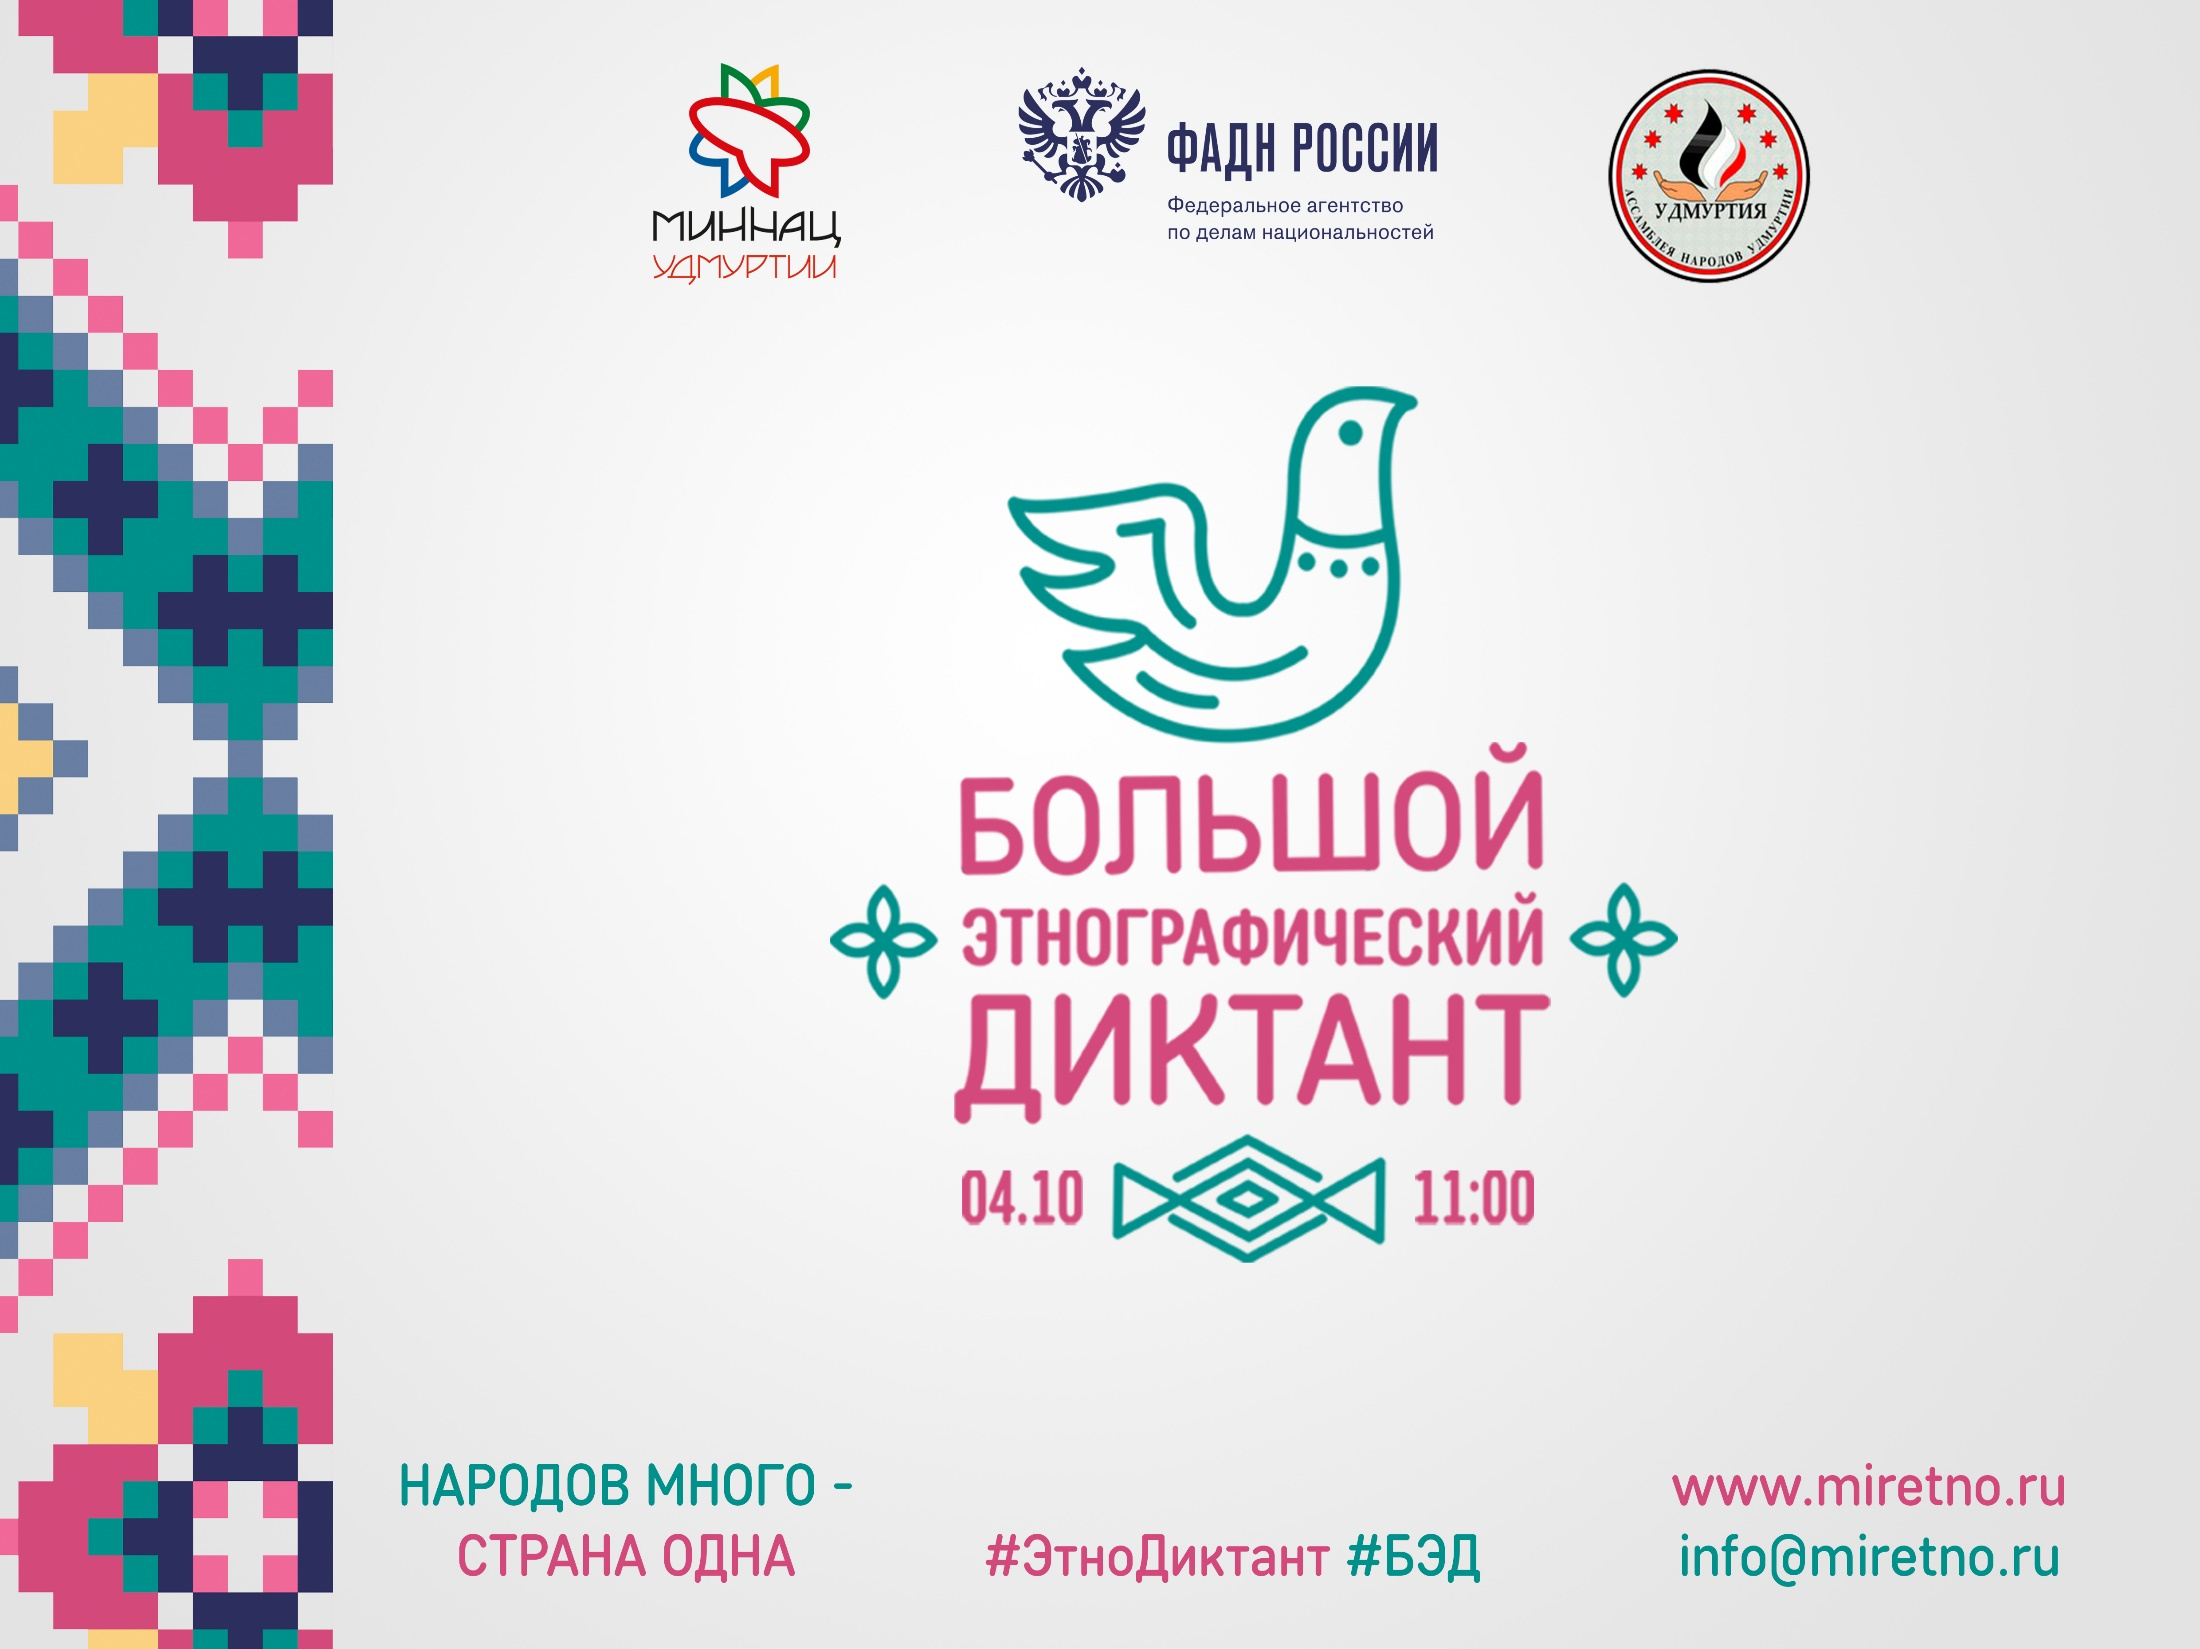 МИННАЦ
УДМУРТИИ
ФАДН РОССИИ
Федеральное агентство
по делам национальностей
УДМУРТИЯ
АССАМБЛЕЯ НАРОДОВ УДМУРТИИ
БОЛЬШОЙ
ЭТНОГРАФИЧЕСКИЙ
ДИКТАНТ
04.10 11:00
НАРОДОВ МНОГО -
СТРАНА ОДНА
#ЭтноДиктант #БЭД
www.miretno.ru
info@miretno.ru